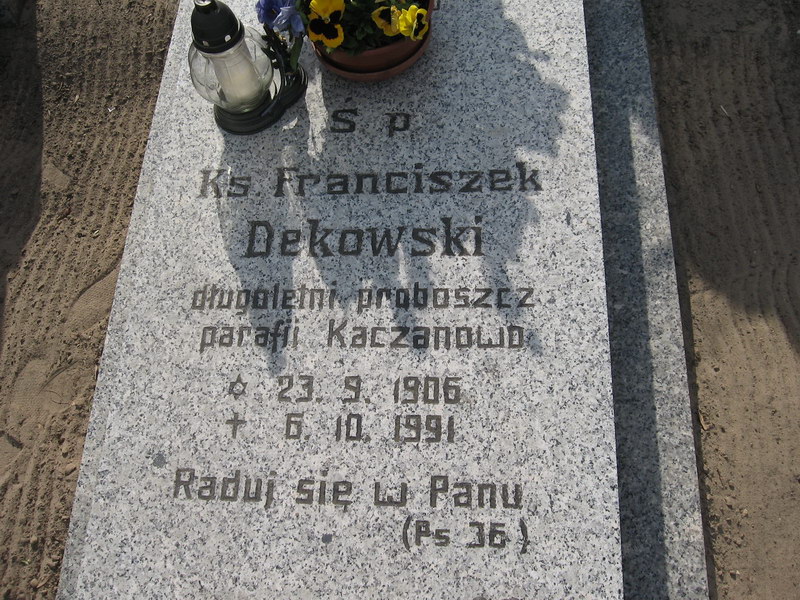 Ś p
Ks. Franciszek
Dekowski
długoletni proboszcz
parafii Kaczanowo
✡ 23. 9. 1906
✝ 6. 10. 1991
Raduj się w Panu
(Ps 36)